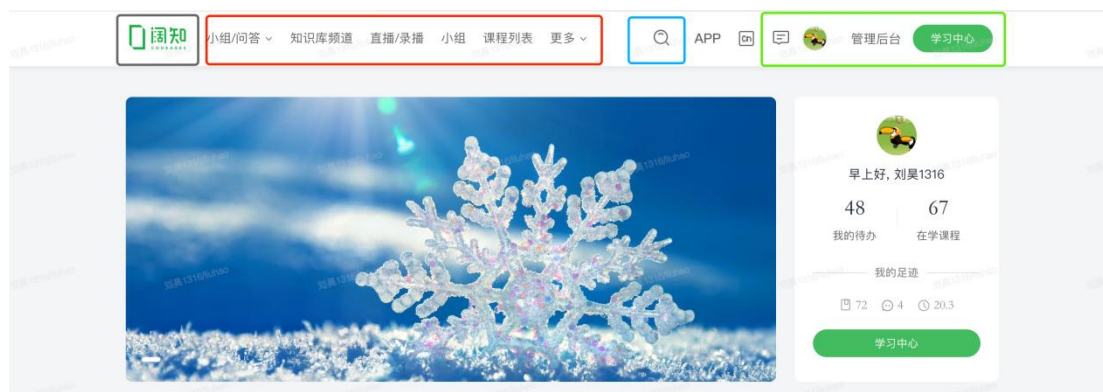 阔知
小组/问答 知识库频道 直播/录播 小组 课程列表 更多
APP Cn 管理后台 学习中心
早上好, 刘昊1316
48 67
我的待办 在学课程
我的足迹
72 4 20.3
学习中心